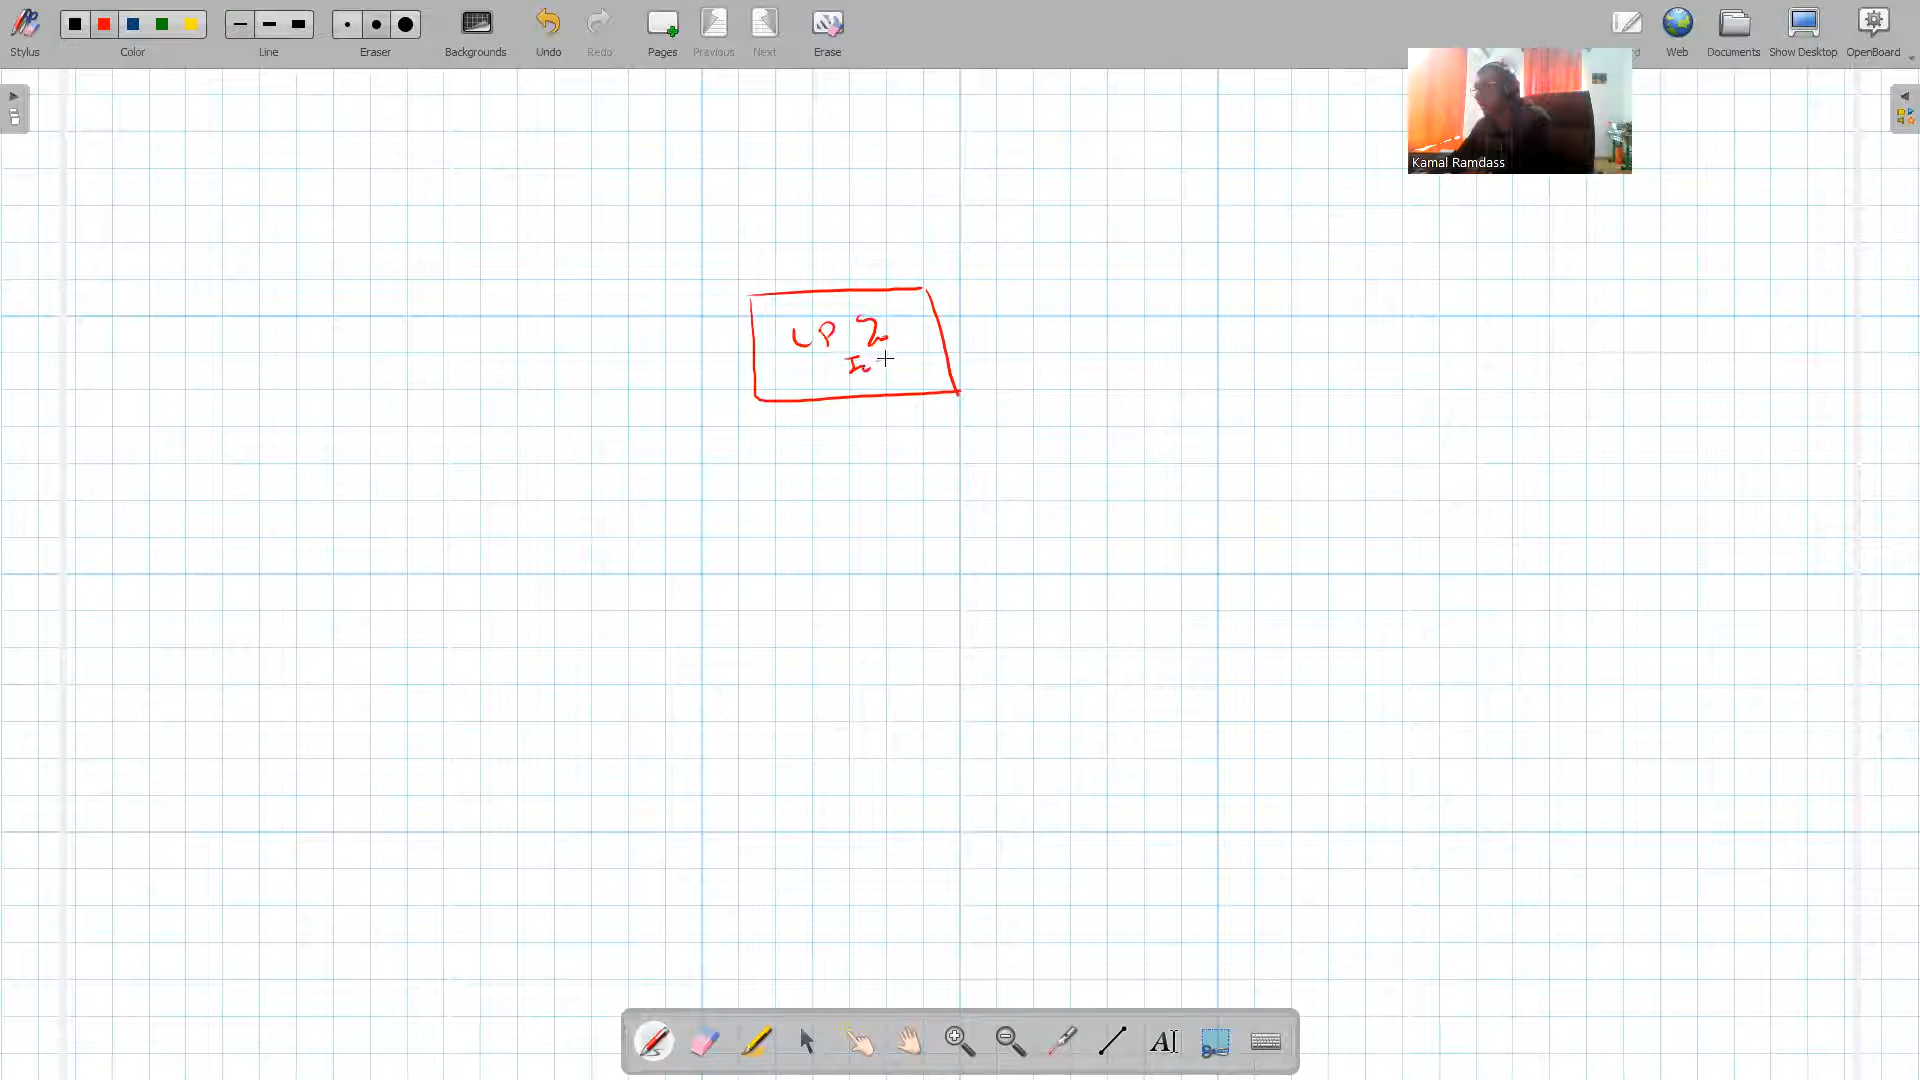 Stylus
Color
Line
Eraser
Backgrounds
Undo
Redo
Pages
Previous
Next
Erase
Web
Documents
Show Desktop
OpenBoard
Kamal Ramdass
LP 2